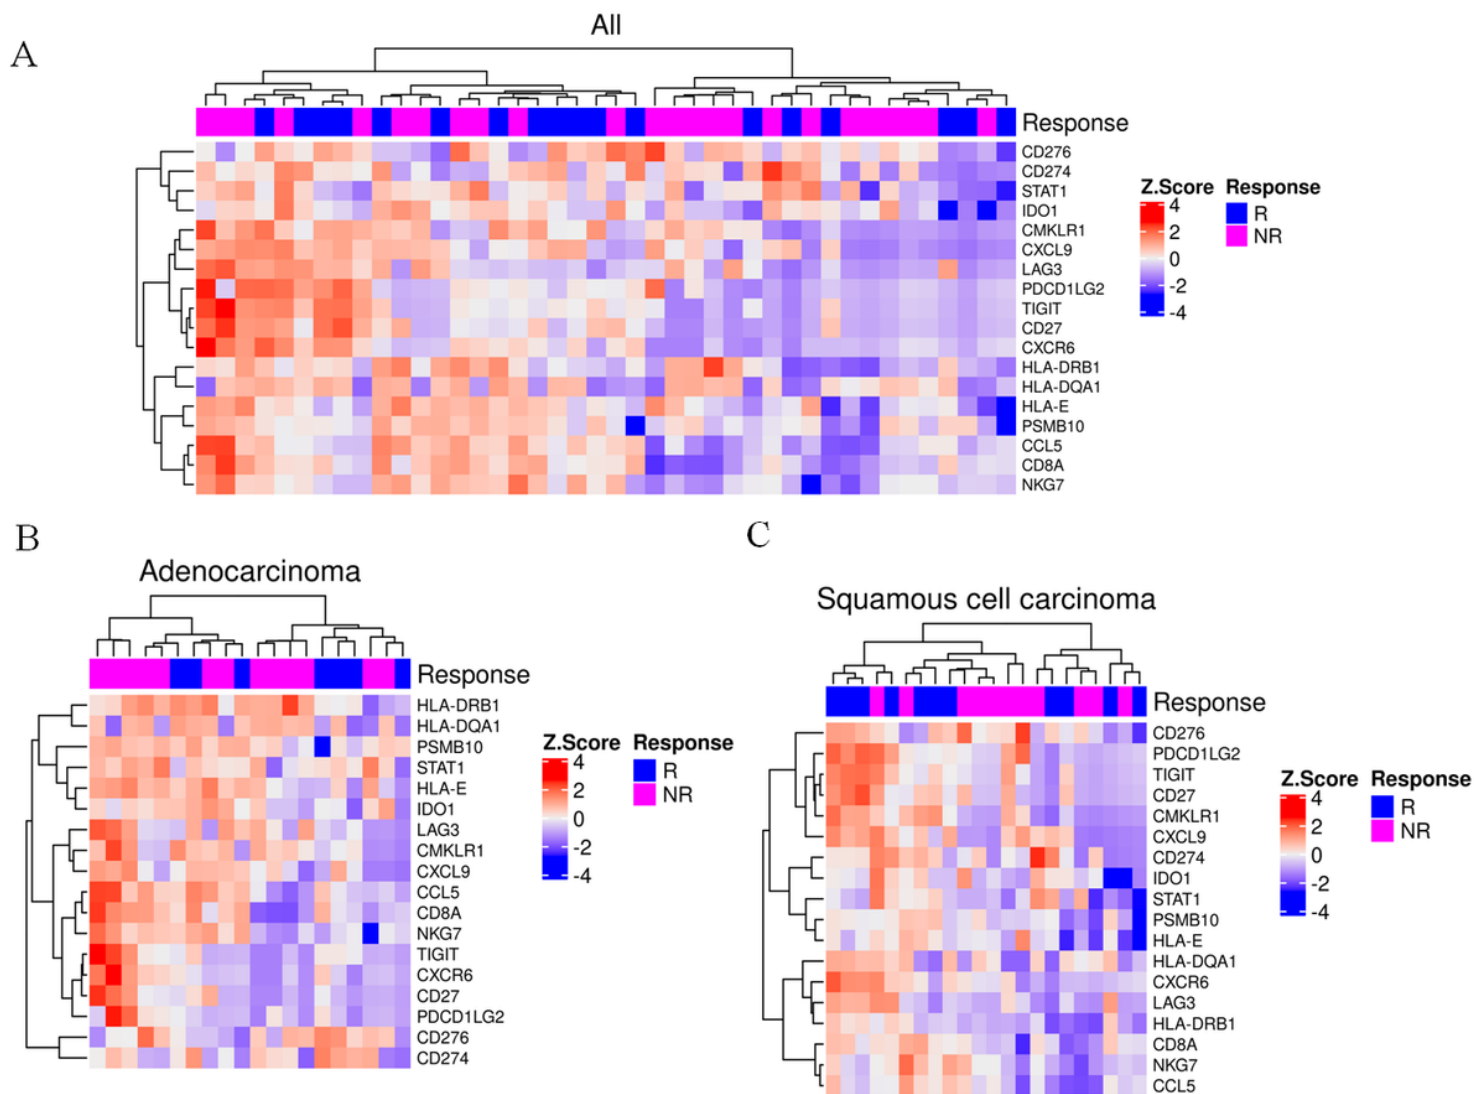 A
All
Response
CD276
CD274
STAT1
IDO1
CMKLR1
CXCL9
LAG3
PDCD1LG2
TIGIT
CD27
CXCR6
HLA-DRB1
HLA-DQA1
HLA-E
PSMB10
CCL5
CD8A
NKG7
Z.Score Response
4
2
0
-2
-4
R
NR
B
Adenocarcinoma
Response
HLA-DRB1
HLA-DQA1
PSMB10
STAT1
HLA-E
IDO1
LAG3
CMKLR1
CXCL9
CCL5
CD8A
NKG7
TIGIT
CXCR6
CD27
PDCD1LG2
CD276
CD274
Z.Score Response
4
2
0
-2
-4
R
NR
C
Squamous cell carcinoma
Response
CD276
PDCD1LG2
TIGIT
CD27
CMKLR1
CXCL9
CD274
IDO1
STAT1
PSMB10
HLA-E
HLA-DQA1
CXCR6
LAG3
HLA-DRB1
CD8A
NKG7
CCL5
Z.Score Response
4
2
0
-2
-4
R
NR